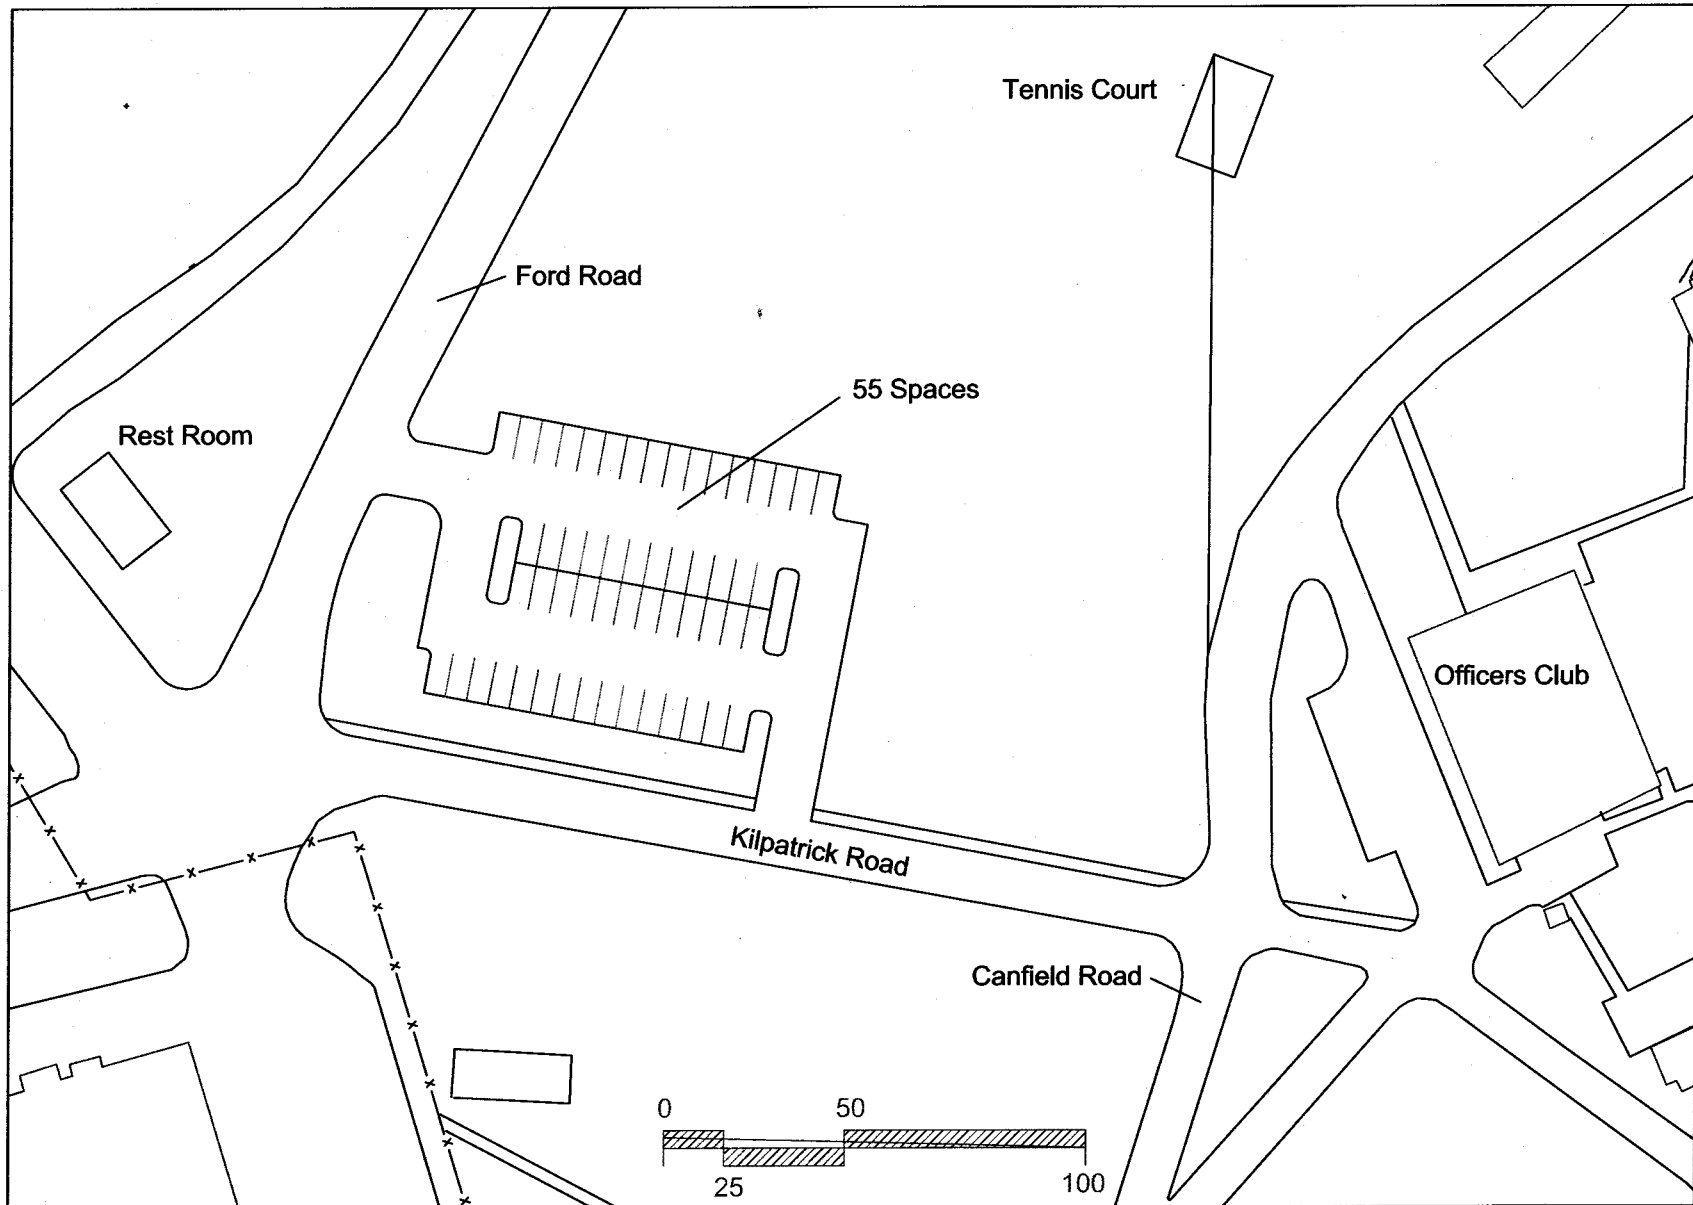 Tennis Court
Ford Road
55 Spaces
Rest Room
Officers Club
Kilpatrick Road
Canfield Road
0
50
25
100